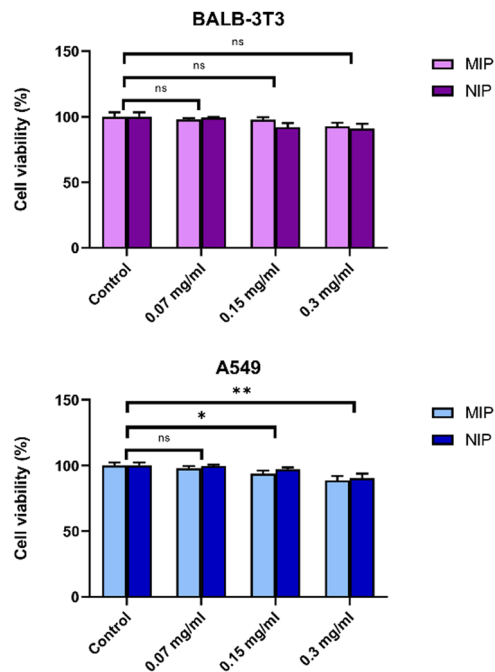 BALB-3T3
Cell viability (%)
150
100
50
0
ns
ns
ns
MIP
NIP
Control
0.07 mg/ml
0.15 mg/ml
0.3 mg/ml
A549
Cell viability (%)
150
100
50
0
**
*
ns
MIP
NIP
Control
0.07 mg/ml
0.15 mg/ml
0.3 mg/ml